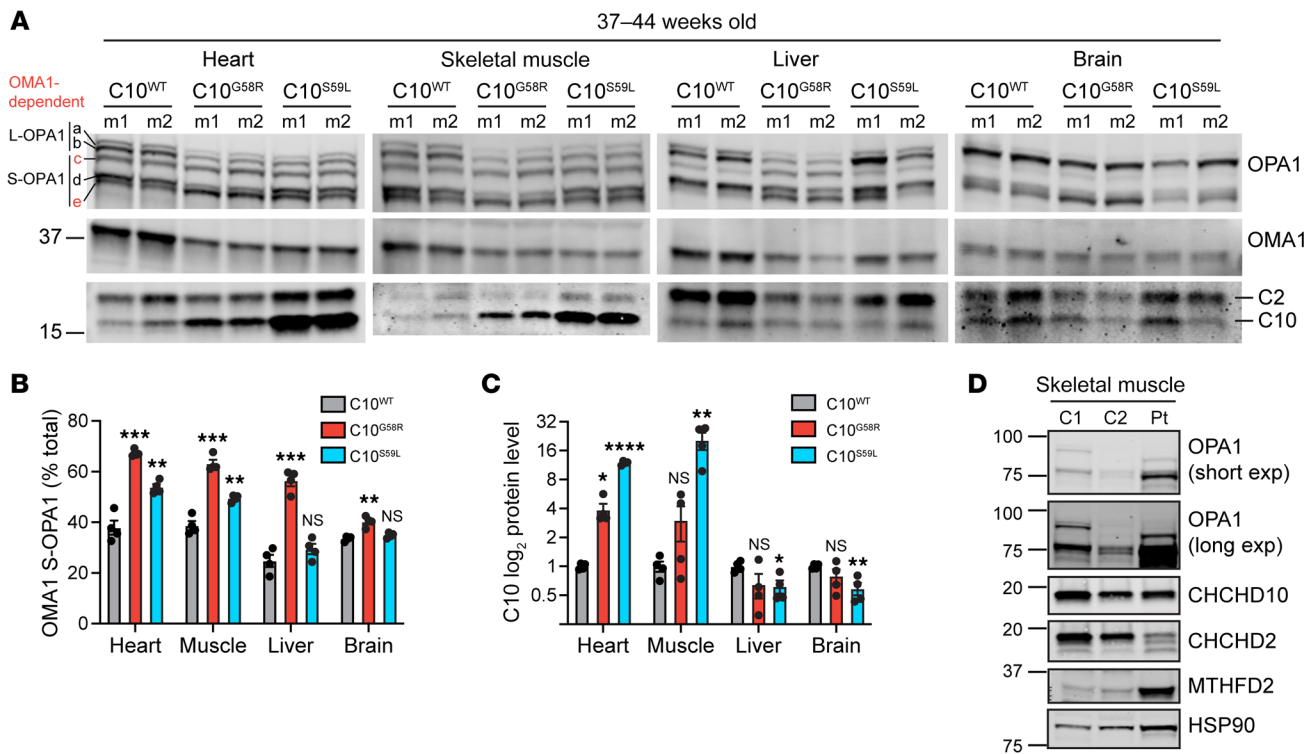 A
37–44 weeks old
Heart Skeletal muscle Liver Brain
OMA1-
dependent
C10WT C10G58R C10S59L C10WT C10G58R C10S59L C10WT C10G58R C10S59L C10WT C10G58R C10S59L
m1 m2 m1 m2 m1 m2 m1 m2 m1 m2 m1 m2 m1 m2 m1 m2 m1 m2 m1 m2 m1 m2 m1 m2
L-OPA1 a
b
c
S-OPA1 d
e
OPA1
37
OMA1
C2
C10
15
B
OMA1 S-OPA1 (% total)
80
60
40
20
0
C10WT
C10G58R
C10S59L
*** ** *** ** *** NS ** NS
Heart Muscle Liver Brain
C
C10 log2 protein level
32
16
8
4
2
1
0.5
C10WT
C10G58R
C10S59L
* **** NS ** NS * NS **
Heart Muscle Liver Brain
D
Skeletal muscle
C1 C2 Pt
100
75
OPA1
(short exp)
100
75
OPA1
(long exp)
20
CHCHD10
20
CHCHD2
37
MTHFD2
HSP90
75